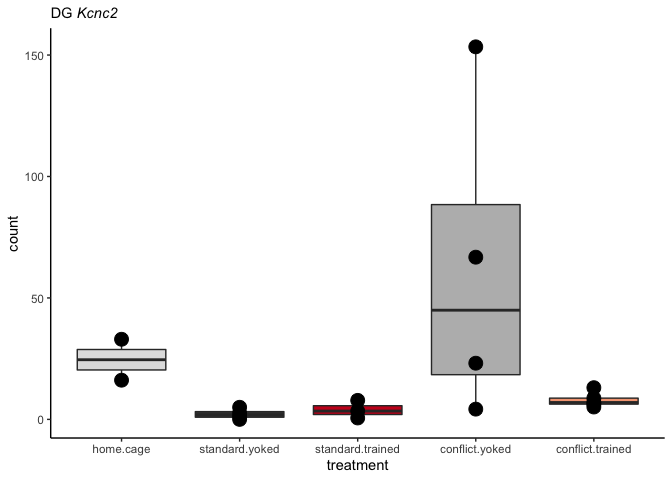 DG Kcnc2
150
100
50
0
count
home.cage
standard.yoked
standard.trained
conflict.yoked
conflict.trained
treatment